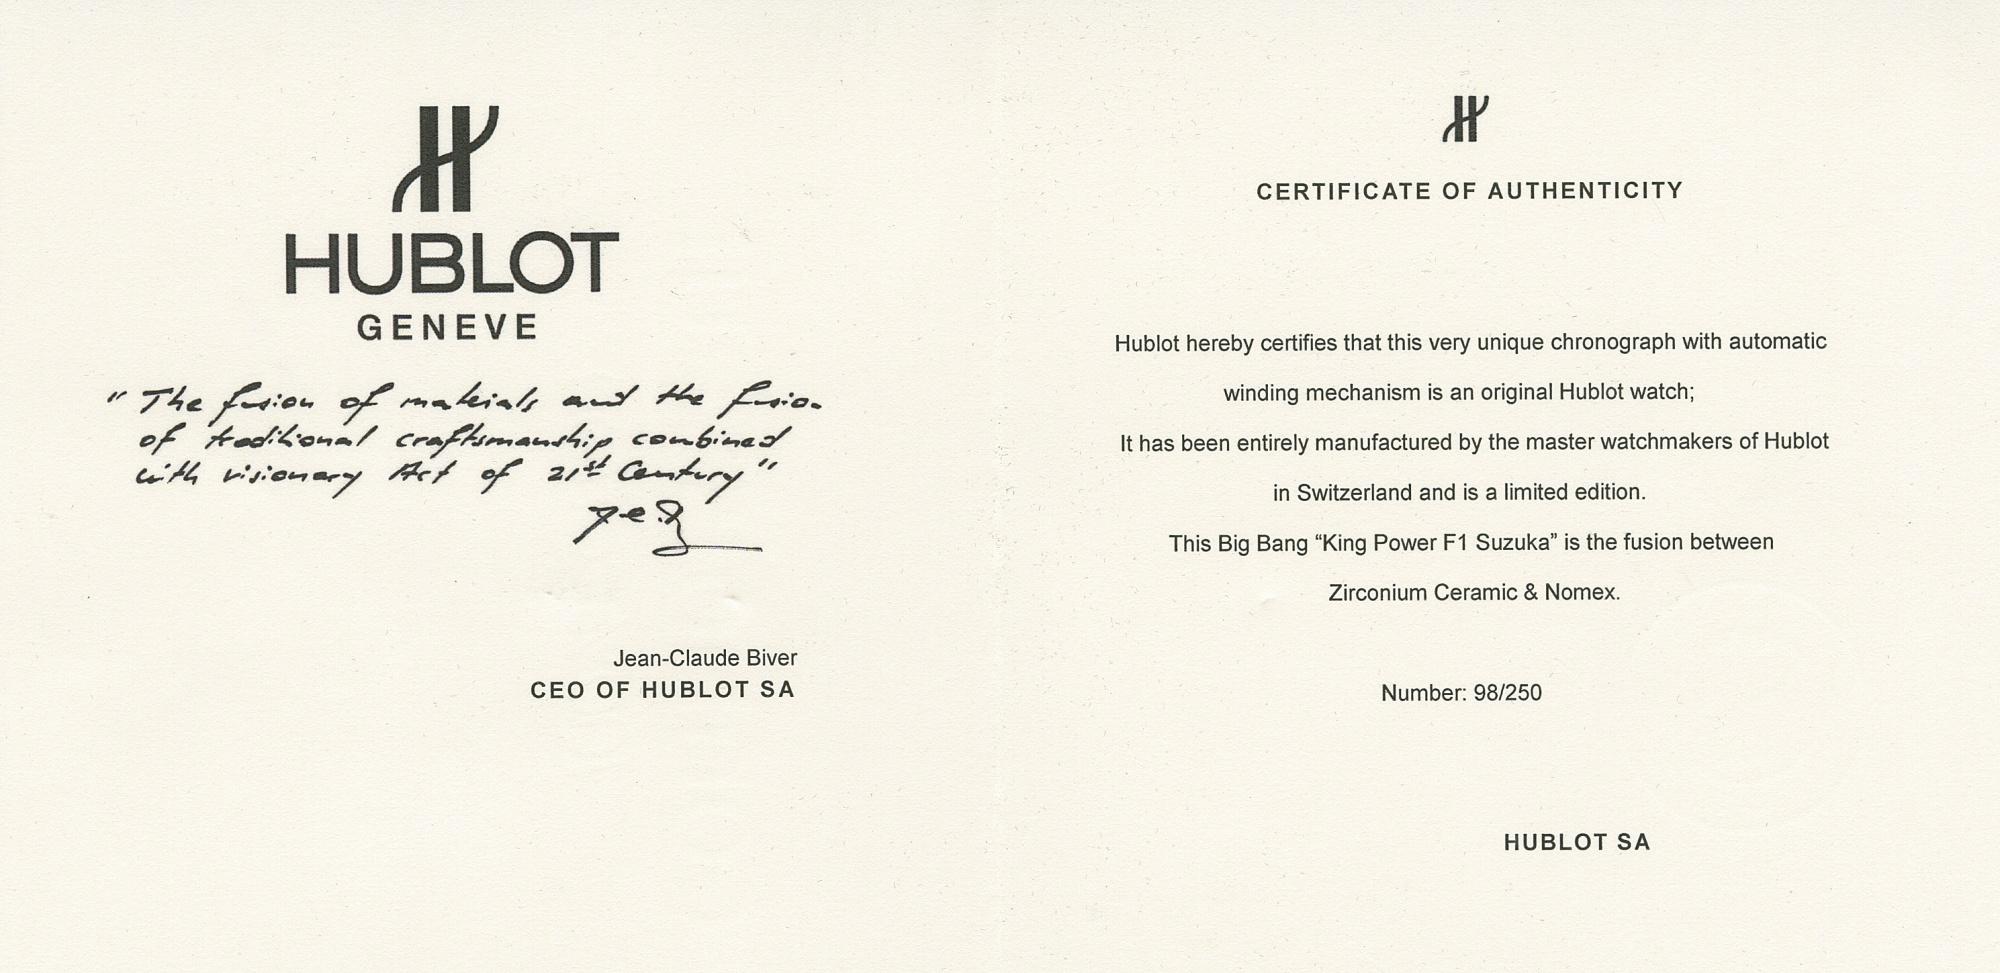 HUBLOT
GENEVE
"The fusion of materials and the fusion
of traditional craftsmanship combined
with visionary Art of 21st Century"
Jean-Claude Biver
CEO OF HUBLOT SA
CERTIFICATE OF AUTHENTICITY
Hublot hereby certifies that this very unique chronograph with automatic
winding mechanism is an original Hublot watch;
It has been entirely manufactured by the master watchmakers of Hublot
in Switzerland and is a limited edition.
This Big Bang “King Power F1 Suzuka” is the fusion between
Zirconium Ceramic & Nomex.
Number: 98/250
HUBLOT SA